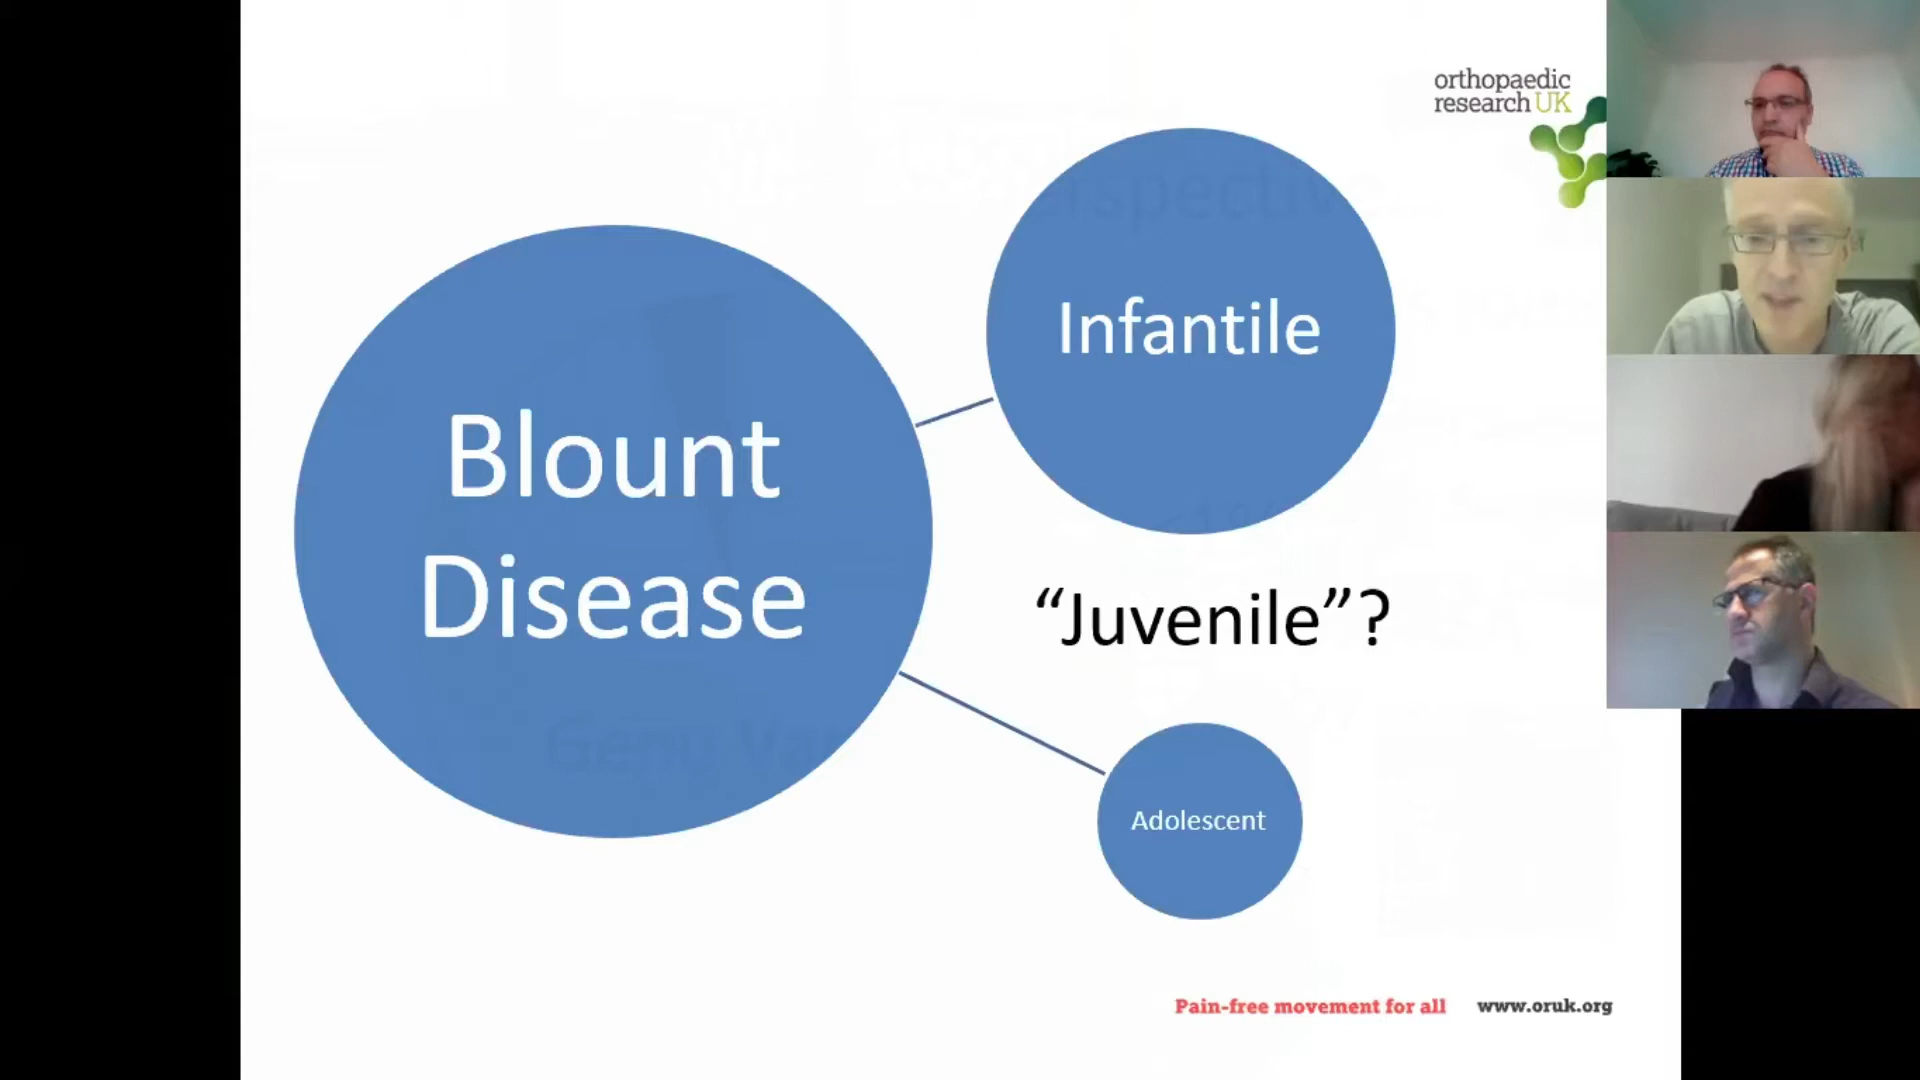 orthopaedic
research UK
Infantile
Blount
Disease
“Juvenile”?
Adolescent
Pain-free movement for all www.oruk.org